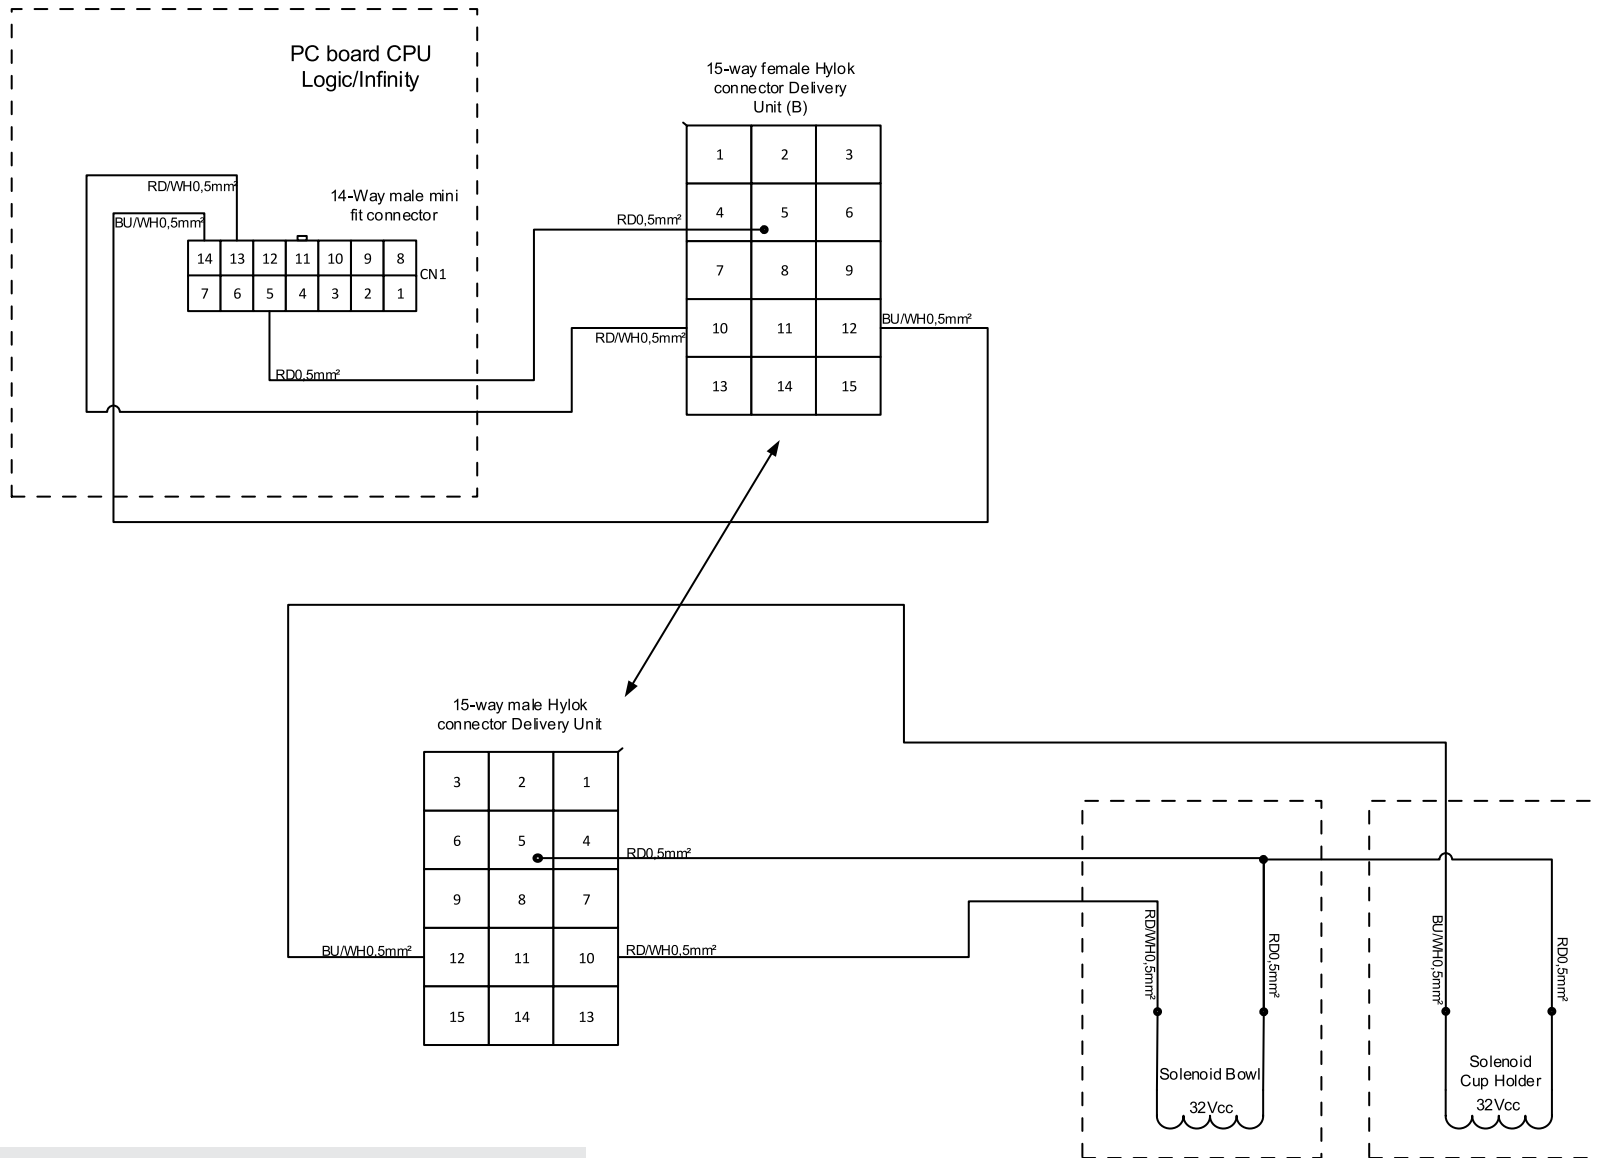 PC board CPU
Logic/Infinity
15-way female Hylok
connector Delivery
Unit (B)
1 2 3
RD/WH0,5mm²
14-Way male mini
fit connector
BU/WH0,5mm²
RD0,5mm²
4 5 6
14 13 12 11 10 9 8
CN1
7 6 5 4 3 2 1
7 8 9
RD/WH0,5mm²
10 11 12
BU/WH0,5mm²
RD0,5mm²
13 14 15
15-way male Hylok
connector Delivery Unit
3 2 1
6 5 4
RD0,5mm²
9 8 7
BU/WH0,5mm²
12 11 10
RD/WH0,5mm²
15 14 13
RD/WH0,5mm²
RD0,5mm²
BU/WH0,5mm²
RD0,5mm²
Solenoid Bowl
32Vcc
Solenoid
Cup Holder
32Vcc